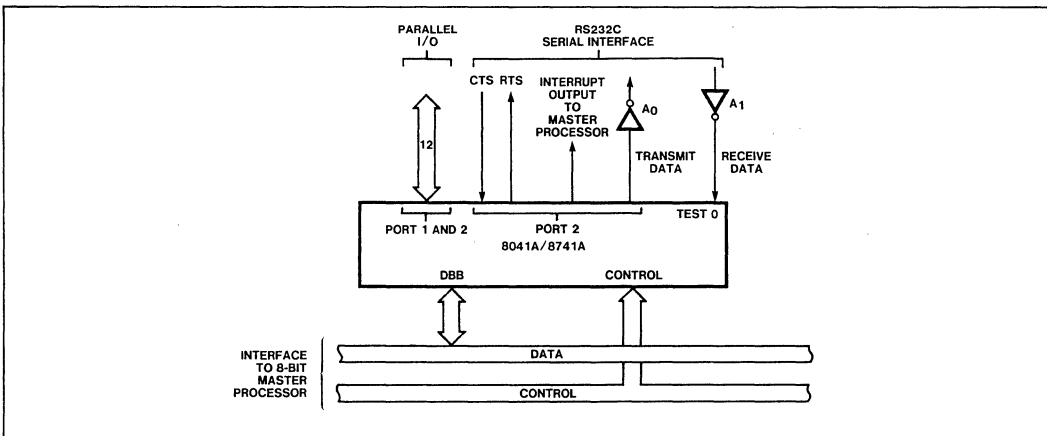 PARALLEL
I/O
RS232C
SERIAL INTERFACE
CTS RTS
INTERRUPT
OUTPUT
TO
MASTER
PROCESSOR
A0
A1
12
TRANSMIT
DATA
RECEIVE
DATA
TEST 0
PORT 1 AND 2
PORT 2
8041A/8741A
DBB
CONTROL
INTERFACE
TO 8-BIT
MASTER
PROCESSOR
DATA
CONTROL